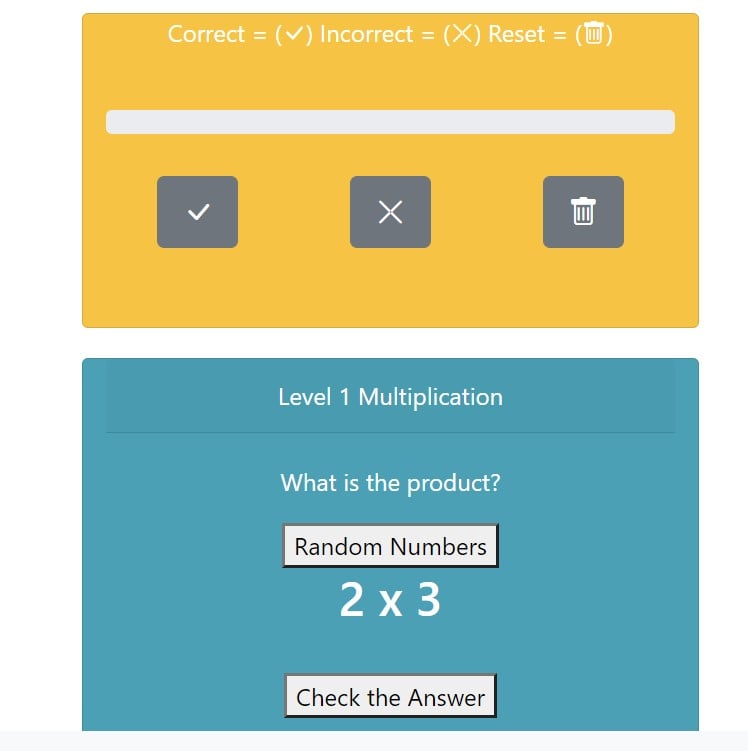 Correct = (✓) Incorrect = (✕) Reset = (🗑)
Level 1 Multiplication
What is the product?
Random Numbers
2 x 3
Check the Answer